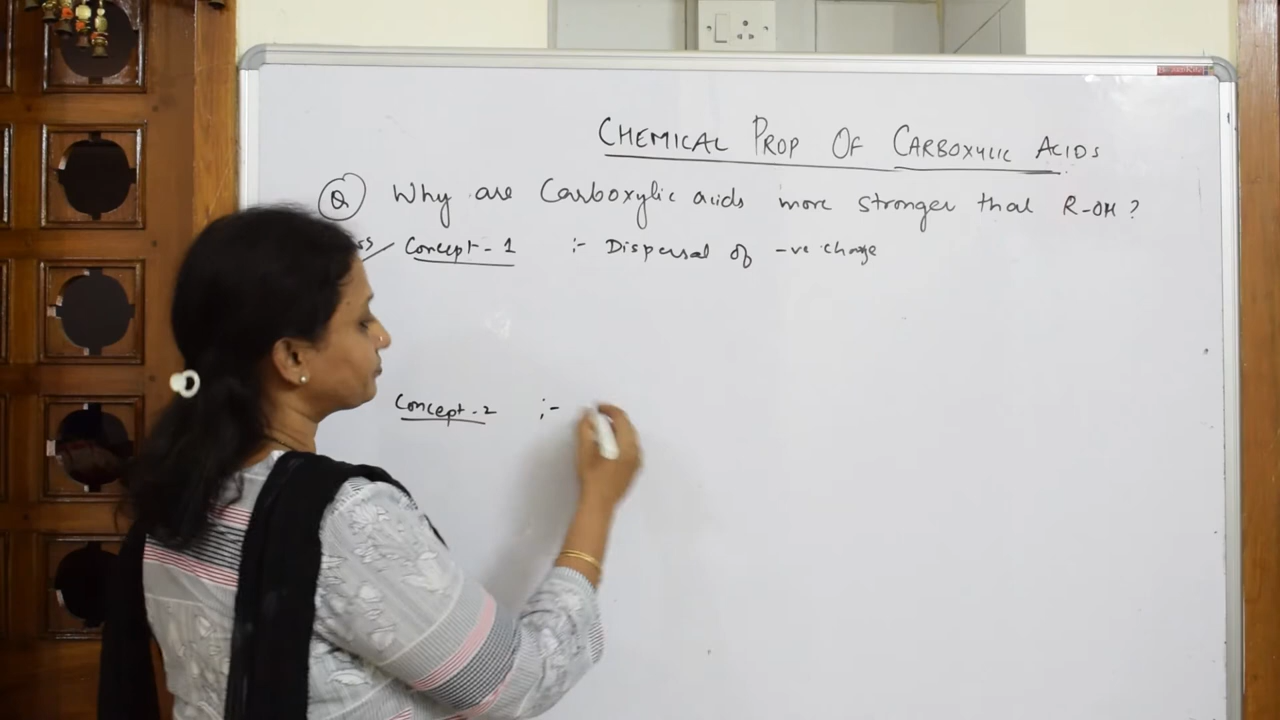 CHEMICAL PROP OF CARBOXYLIC ACIDS
Q Why are Carboxylic acids more stronger that R-OH ?
Concept - 1 :- Dispersal of -ve charge
Concept - 2 :-